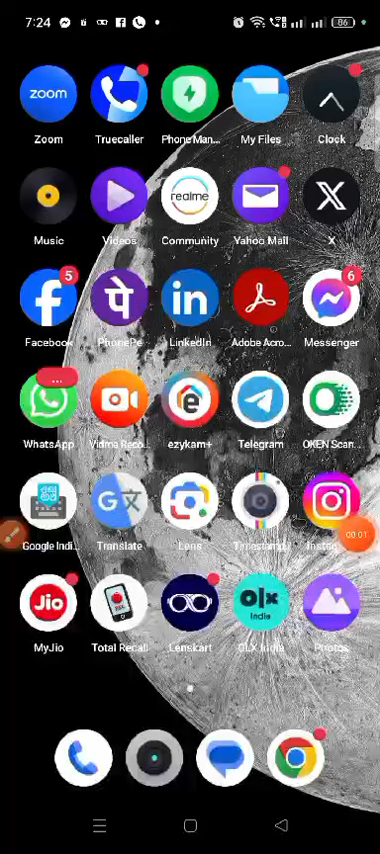 7:24 86
zoom
Zoom Truecaller Phone Man... My Files Clock
realme
Music Videos Community Yahoo Mail X
5 6
Facebook PhonePe LinkedIn Adobe Acro... Messenger
...
WhatsApp Vidma Reco... ezykam+ Telegram OKEN Scan...
00:01
Google Indi... Translate Lens Timestam
Jio REC olx India
MyJio Total Recall Lenskart OLX India Photos